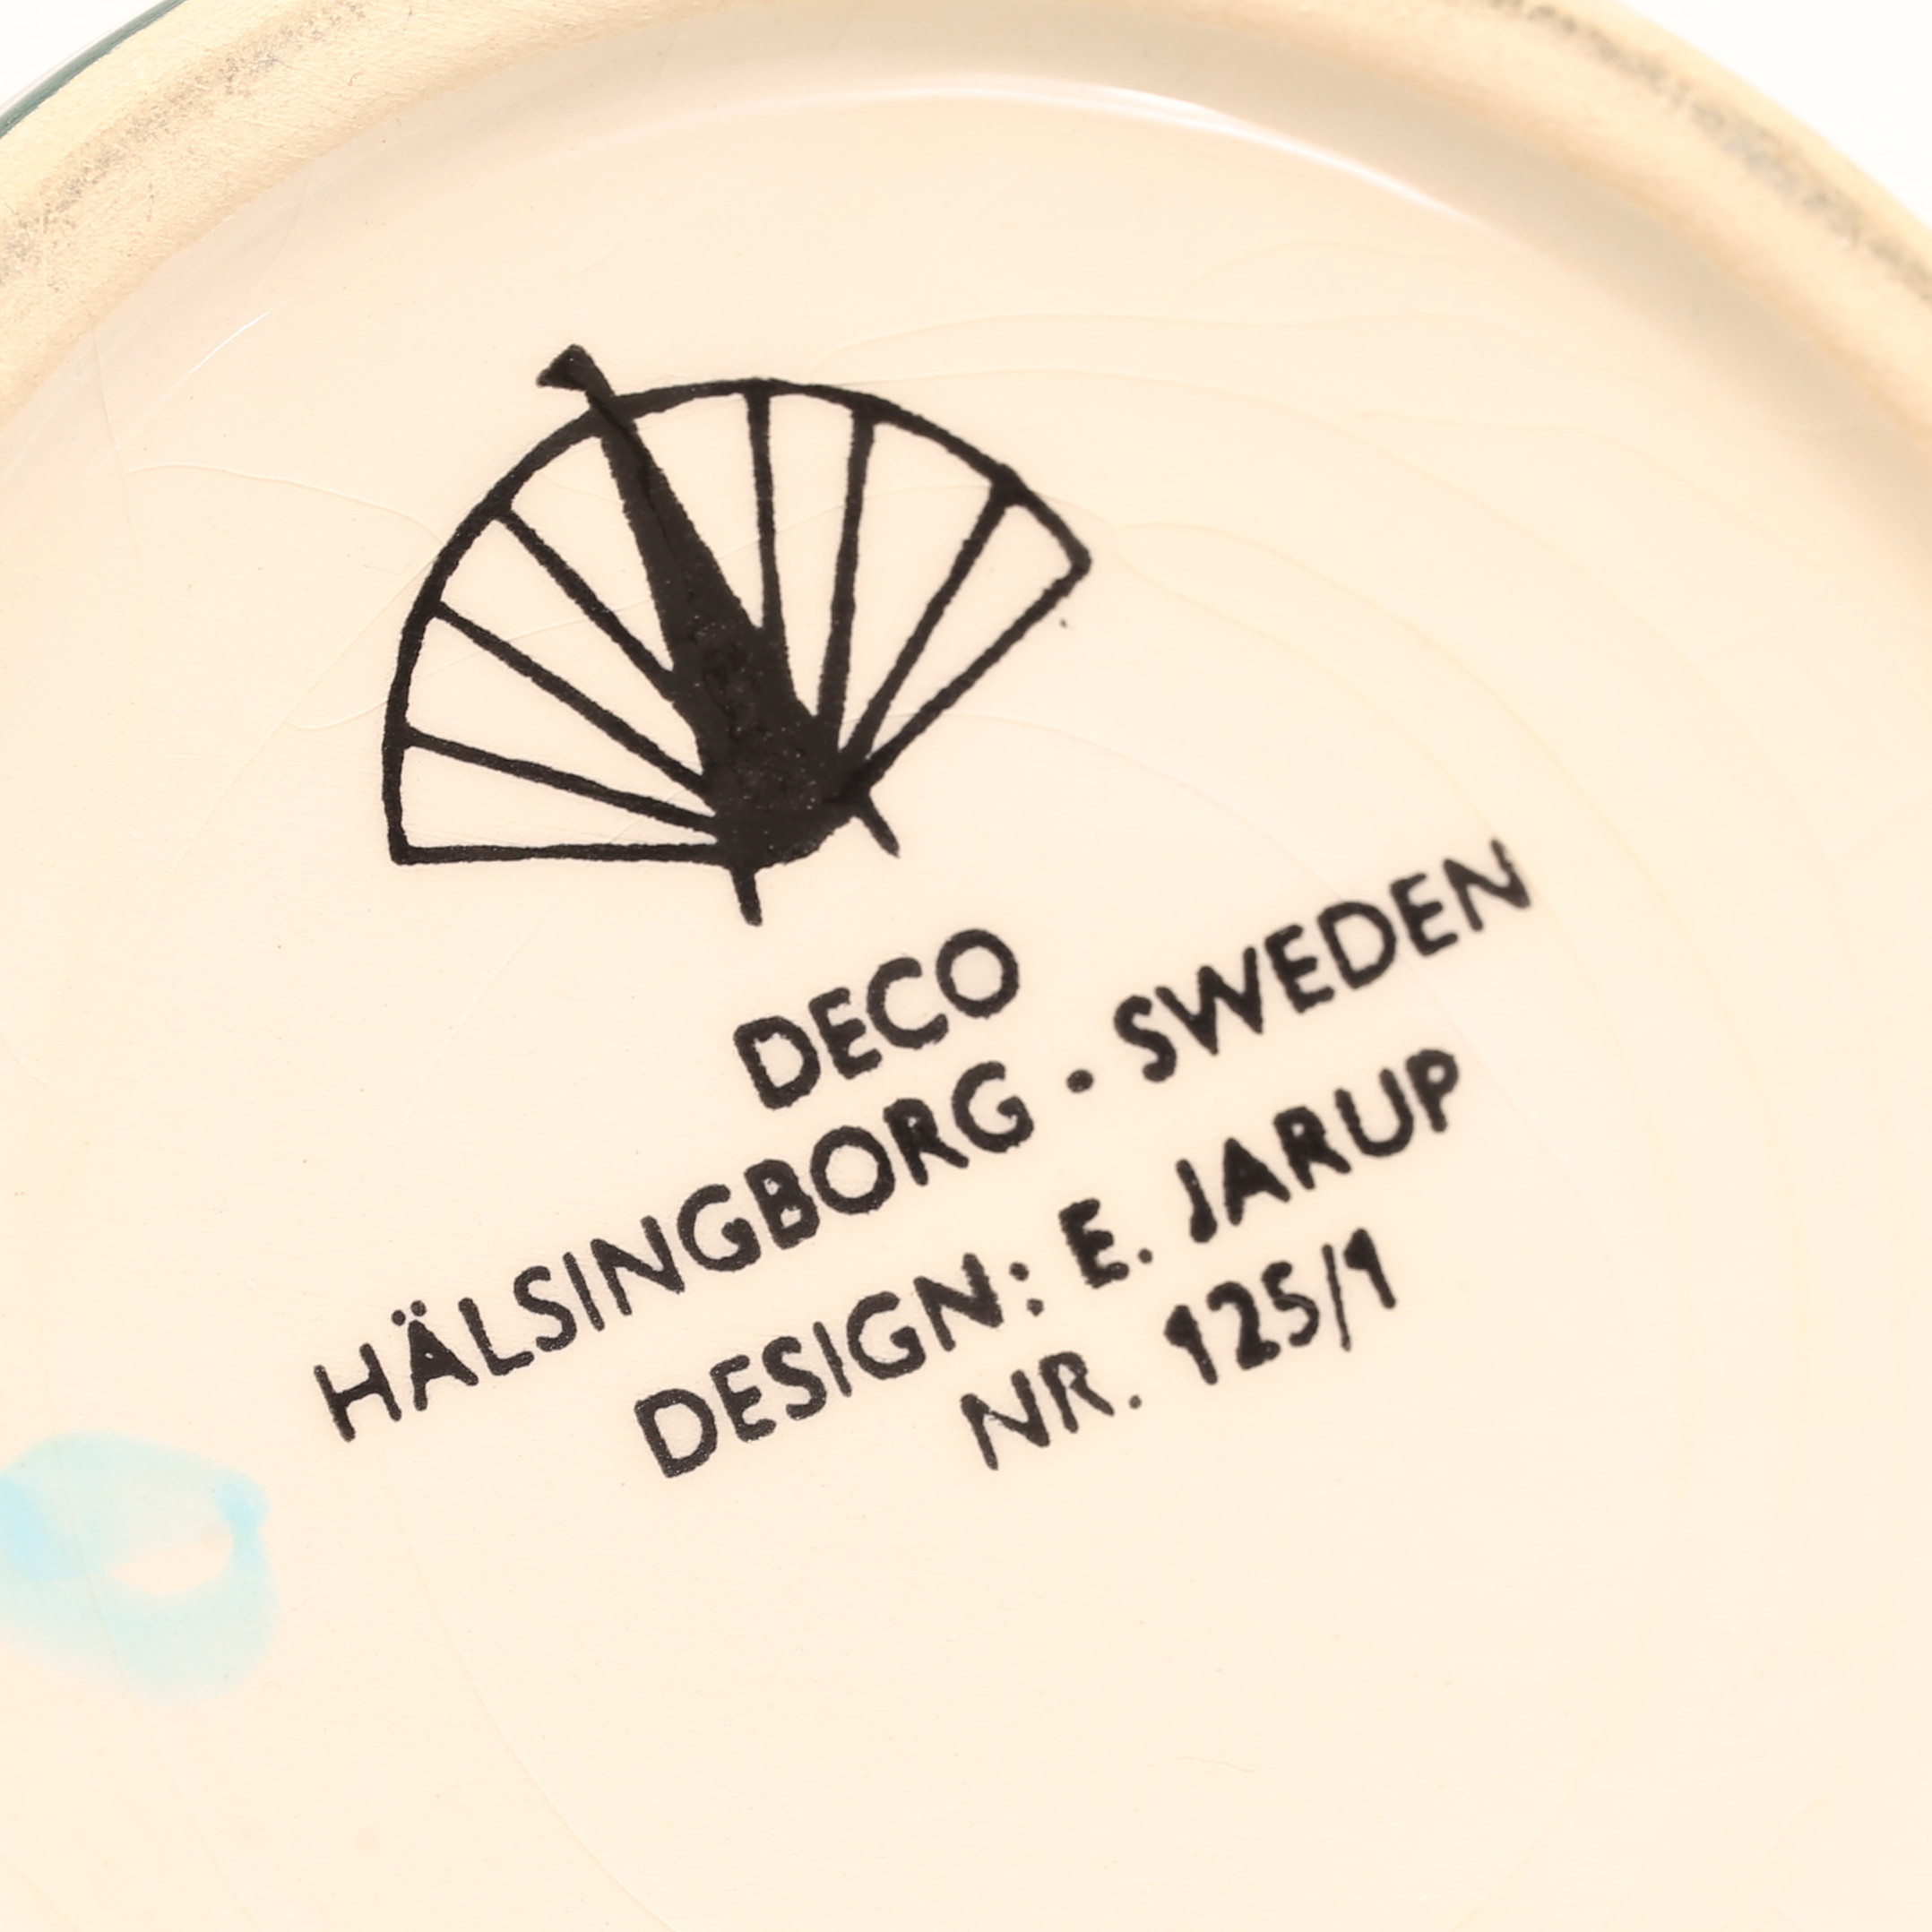 DECO
HÄLSINGBORG · SWEDEN
DESIGN: E. JARUP
NR. 125/1